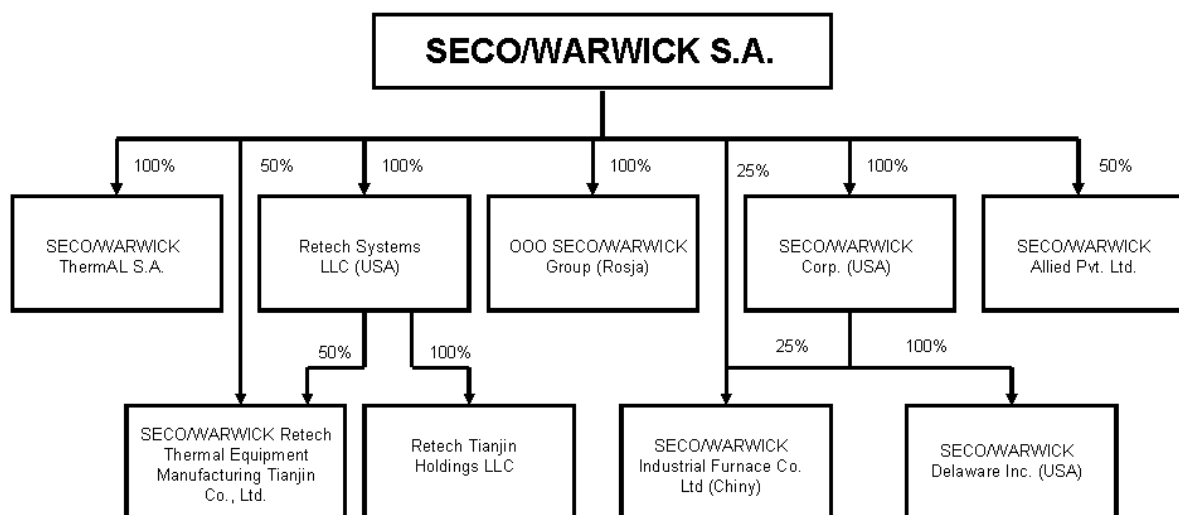 SECO/WARWICK S.A.
100%
50%
100%
100%
25%
100%
50%
SECO/WARWICK
ThermAL S.A.
Retech Systems
LLC (USA)
OOO SECO/WARWICK
Group (Rosja)
SECO/WARWICK
Corp. (USA)
SECO/WARWICK
Allied Pvt. Ltd.
50%
100%
25%
100%
SECO/WARWICK Retech
Thermal Equipment
Manufacturing Tianjin
Co., Ltd.
Retech Tianjin
Holdings LLC
SECO/WARWICK
Industrial Furnace Co.
Ltd (Chiny)
SECO/WARWICK
Delaware Inc. (USA)